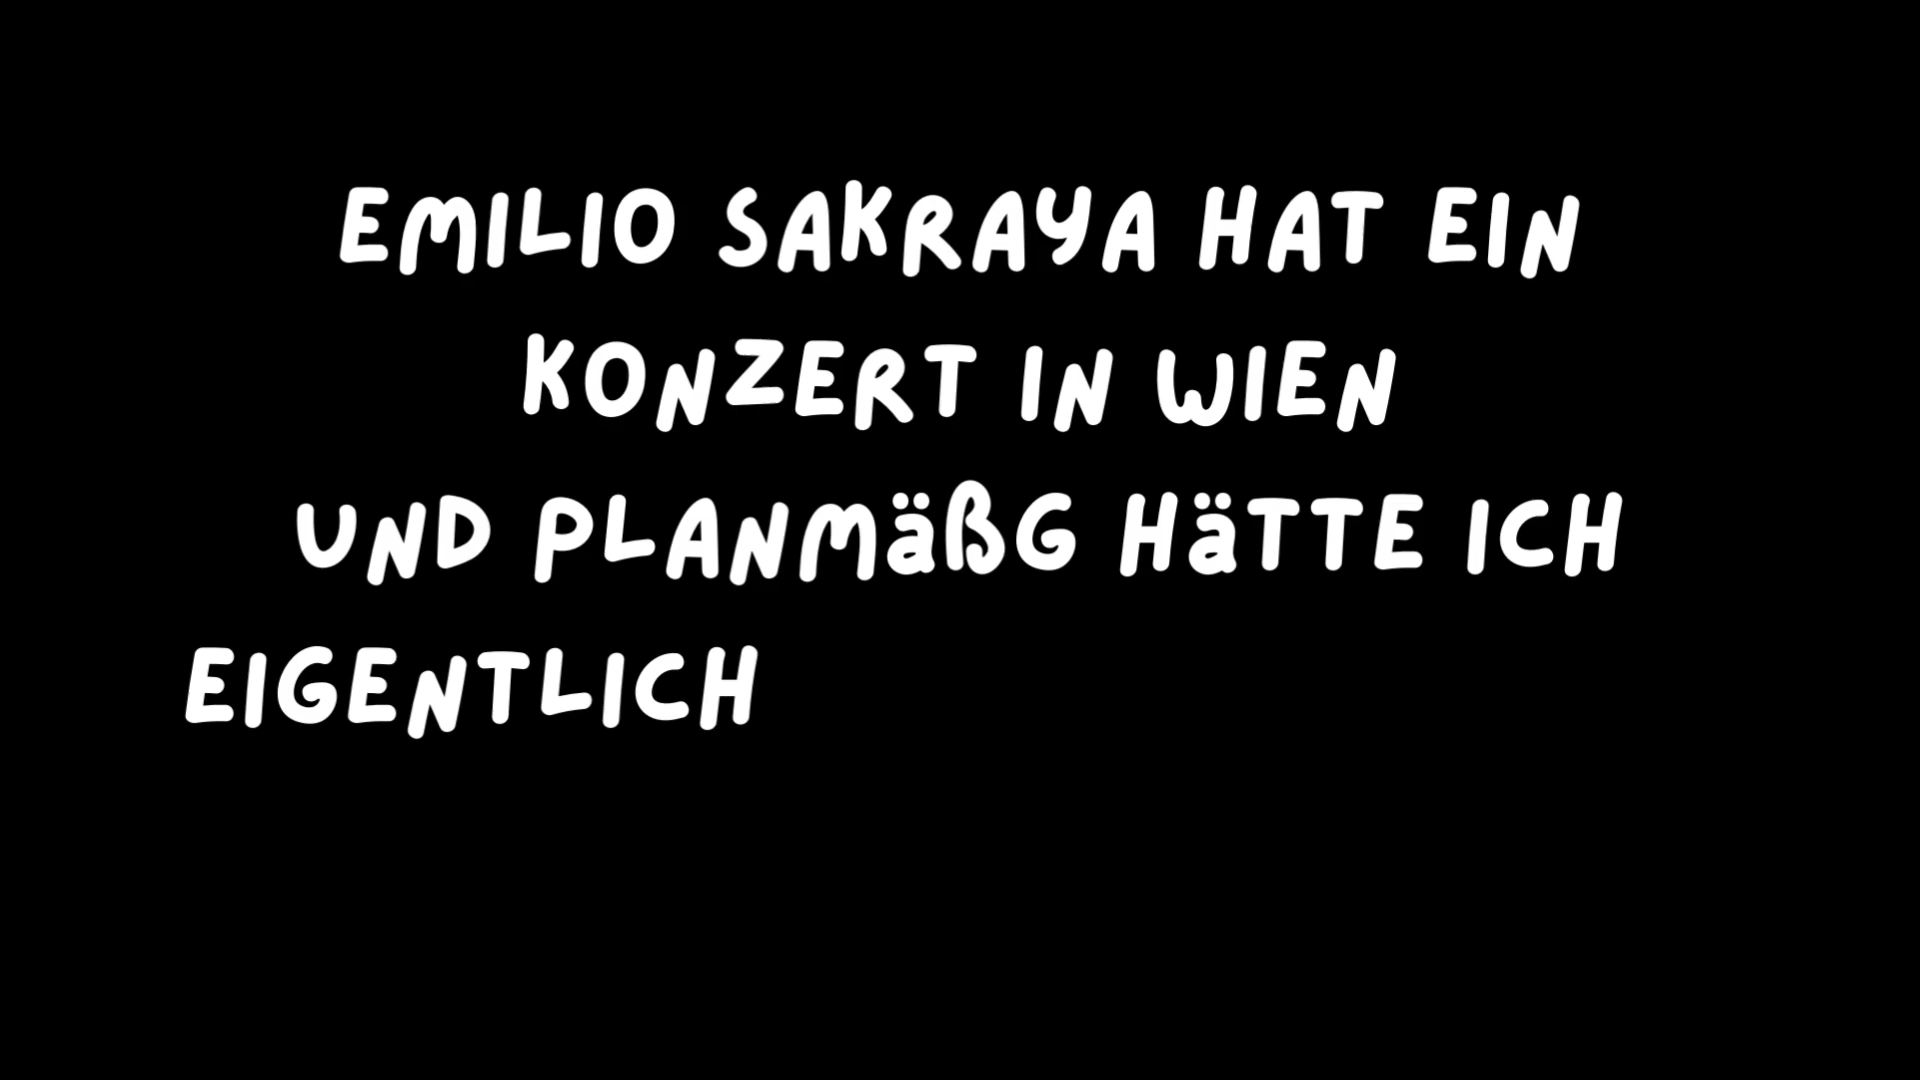 EMILIO SAKRAYA HAT EIN
KONZERT IN WIEN
UND PLANMäßG HäTTE ICH
EIGENTLICH